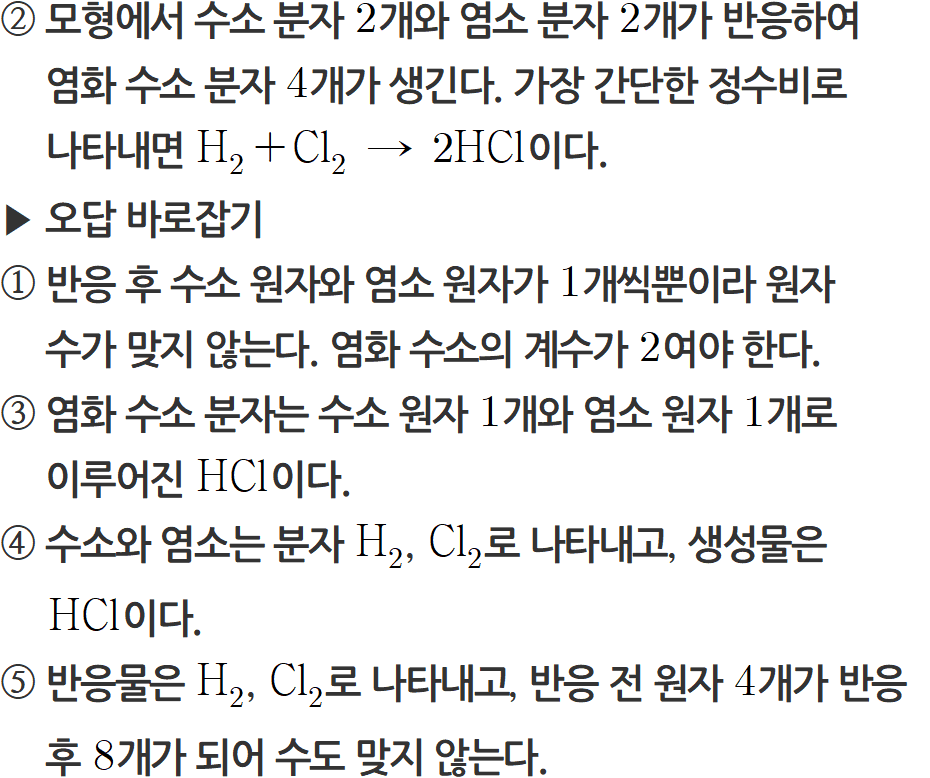 ② 모형에서 수소 분자 2개와 염소 분자 2개가 반응하여
염화 수소 분자 4개가 생긴다. 가장 간단한 정수비로
나타내면 H₂+Cl₂ → 2HCl이다.
▶ 오답 바로잡기
① 반응 후 수소 원자와 염소 원자가 1개씩뿐이라 원자
수가 맞지 않는다. 염화 수소의 계수가 2여야 한다.
③ 염화 수소 분자는 수소 원자 1개와 염소 원자 1개로
이루어진 HCl이다.
④ 수소와 염소는 분자 H₂, Cl₂로 나타내고, 생성물은
HCl이다.
⑤ 반응물은 H₂, Cl₂로 나타내고, 반응 전 원자 4개가 반응
후 8개가 되어 수도 맞지 않는다.